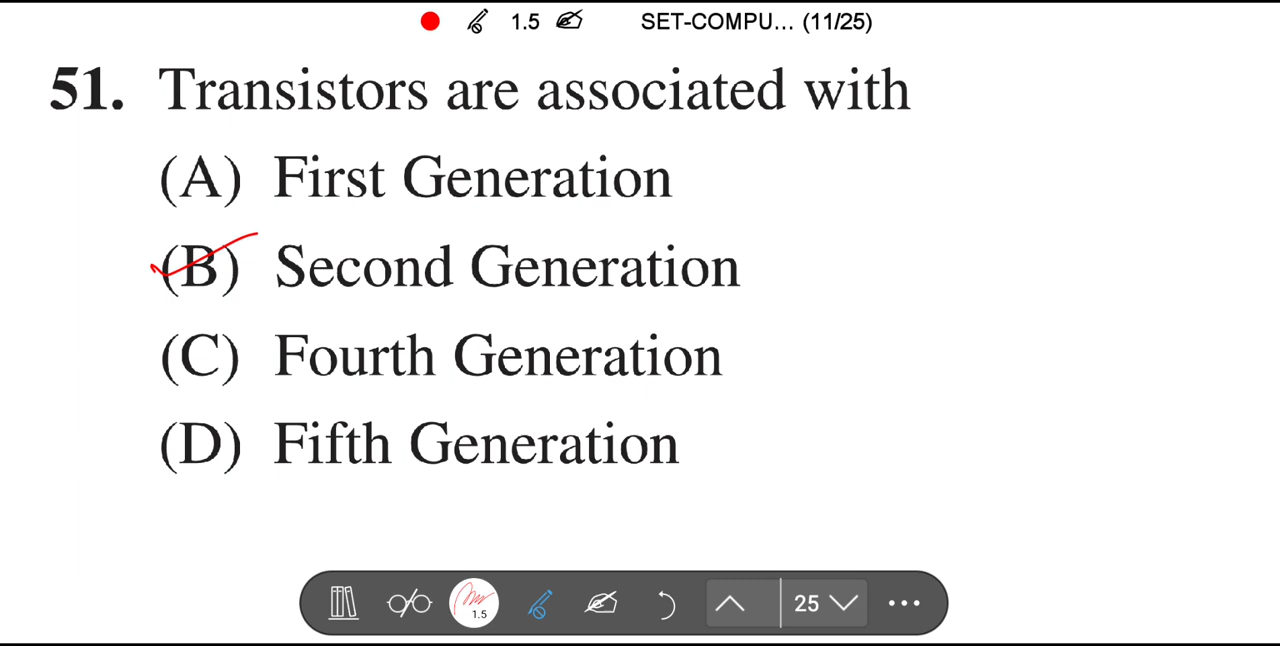 1.5 SET-COMPU... (11/25)
51. Transistors are associated with
(A) First Generation
(B) Second Generation
(C) Fourth Generation
(D) Fifth Generation
1.5 25